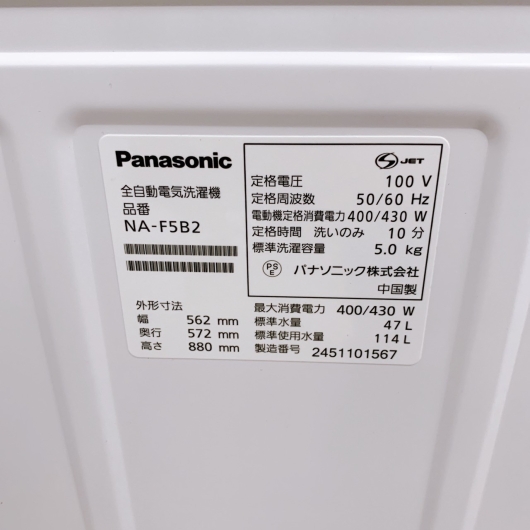 Panasonic
全自動電気洗濯機
品番
NA-F5B2
外形寸法
幅 562 mm
奥行 572 mm
高さ 880 mm
S JET
定格電圧 100 V
定格周波数 50/60 Hz
電動機定格消費電力 400/430 W
定格時間 洗いのみ 10 分
標準洗濯容量 5.0 kg
PSE パナソニック株式会社
中国製
最大消費電力 400/430 W
標準水量 47 L
標準使用水量 114 L
製造番号 2451101567